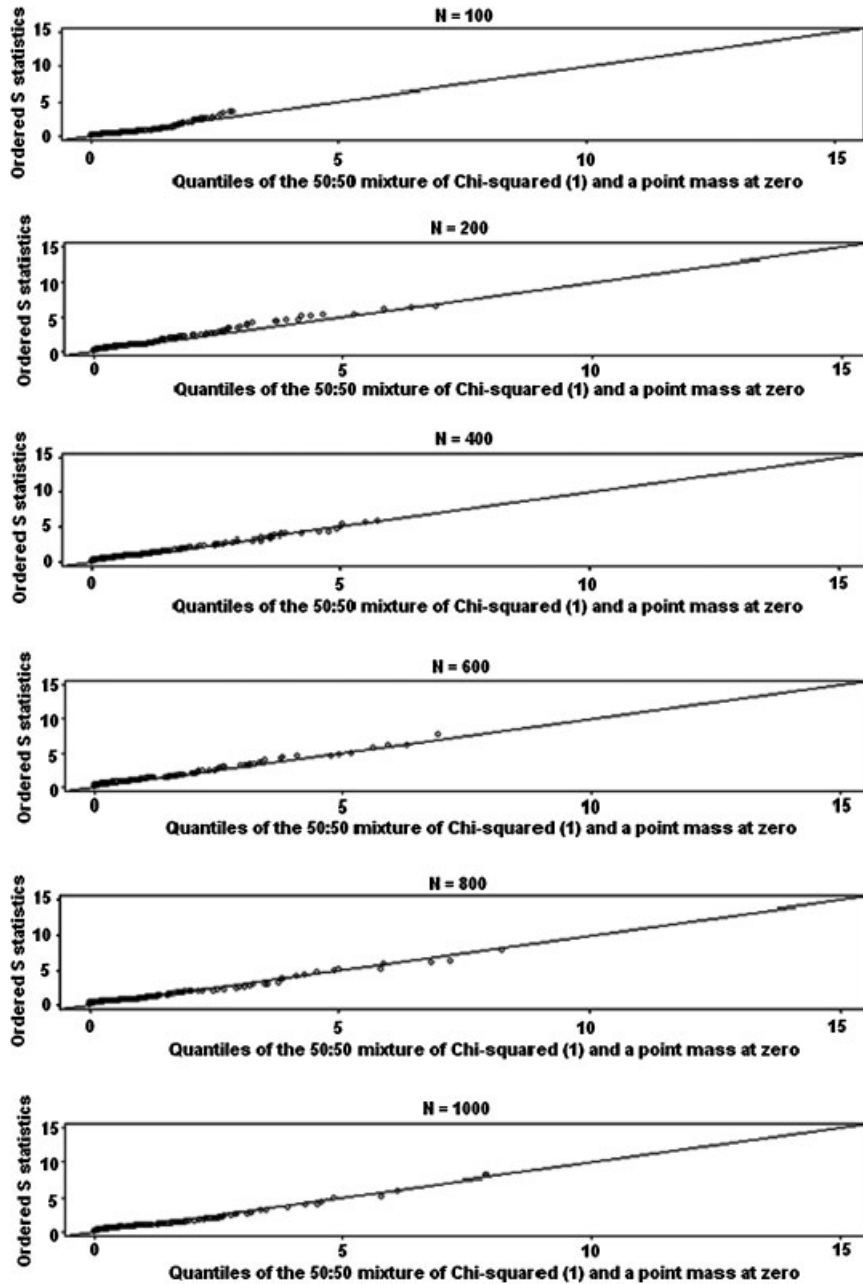 N = 100
Ordered S statistics
15
10
5
0
0 5 10 15
Quantiles of the 50:50 mixture of Chi-squared (1) and a point mass at zero
N = 200
Ordered S statistics
15
10
5
0
0 5 10 15
Quantiles of the 50:50 mixture of Chi-squared (1) and a point mass at zero
N = 400
Ordered S statistics
15
10
5
0
0 5 10 15
Quantiles of the 50:50 mixture of Chi-squared (1) and a point mass at zero
N = 600
Ordered S statistics
15
10
5
0
0 5 10 15
Quantiles of the 50:50 mixture of Chi-squared (1) and a point mass at zero
N = 800
Ordered S statistics
15
10
5
0
0 5 10 15
Quantiles of the 50:50 mixture of Chi-squared (1) and a point mass at zero
N = 1000
Ordered S statistics
15
10
5
0
0 5 10 15
Quantiles of the 50:50 mixture of Chi-squared (1) and a point mass at zero